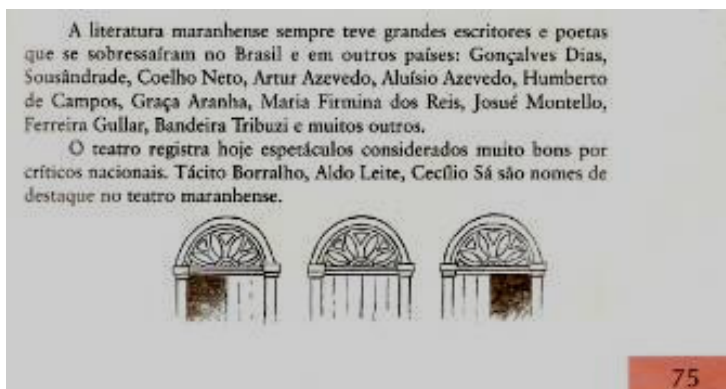 A literatura maranhense sempre teve grandes escritores e poetas
que se sobressaíram no Brasil e em outros países: Gonçalves Dias,
Sousândrade, Coelho Neto, Artur Azevedo, Aluísio Azevedo, Humberto
de Campos, Graça Aranha, Maria Firmina dos Reis, Josué Montello,
Ferreira Gullar, Bandeira Tribuzi e muitos outros.
O teatro registra hoje espetáculos considerados muito bons por
críticos nacionais. Tácito Borralho, Aldo Leite, Cecílio Sá são nomes de
destaque no teatro maranhense.
75